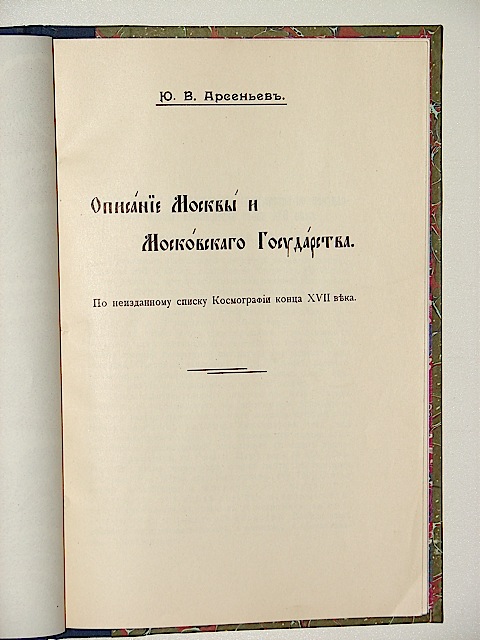 Ю. В. Арсеньевъ.
Описа́нїе Москвы́ и
Моско́вскаго Госуда́рства.
По неизданному списку Космографіи конца XVII вѣка.